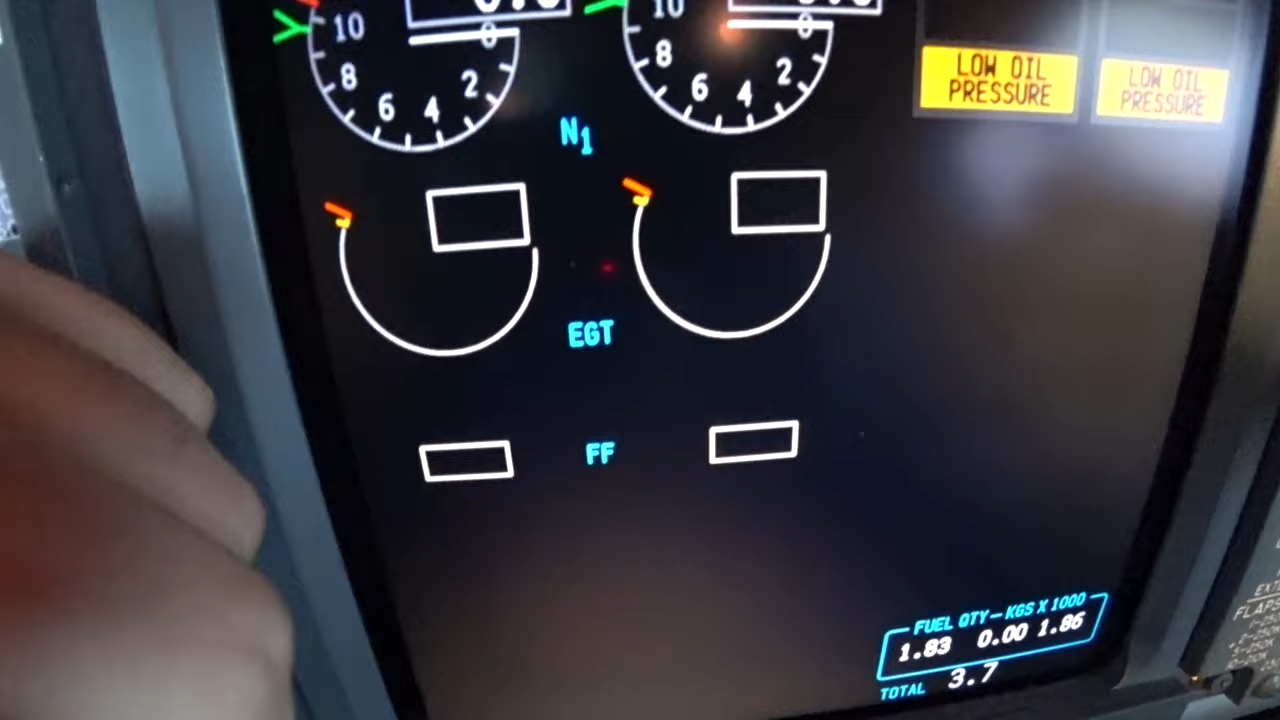 10
8
6
4
2
0
10
8
6
4
2
0
LOW OIL
PRESSURE
LOW OIL
PRESSURE
N1
EGT
FF
FUEL QTY-KGS X 1000
1.83 0.00 1.86
TOTAL 3.7